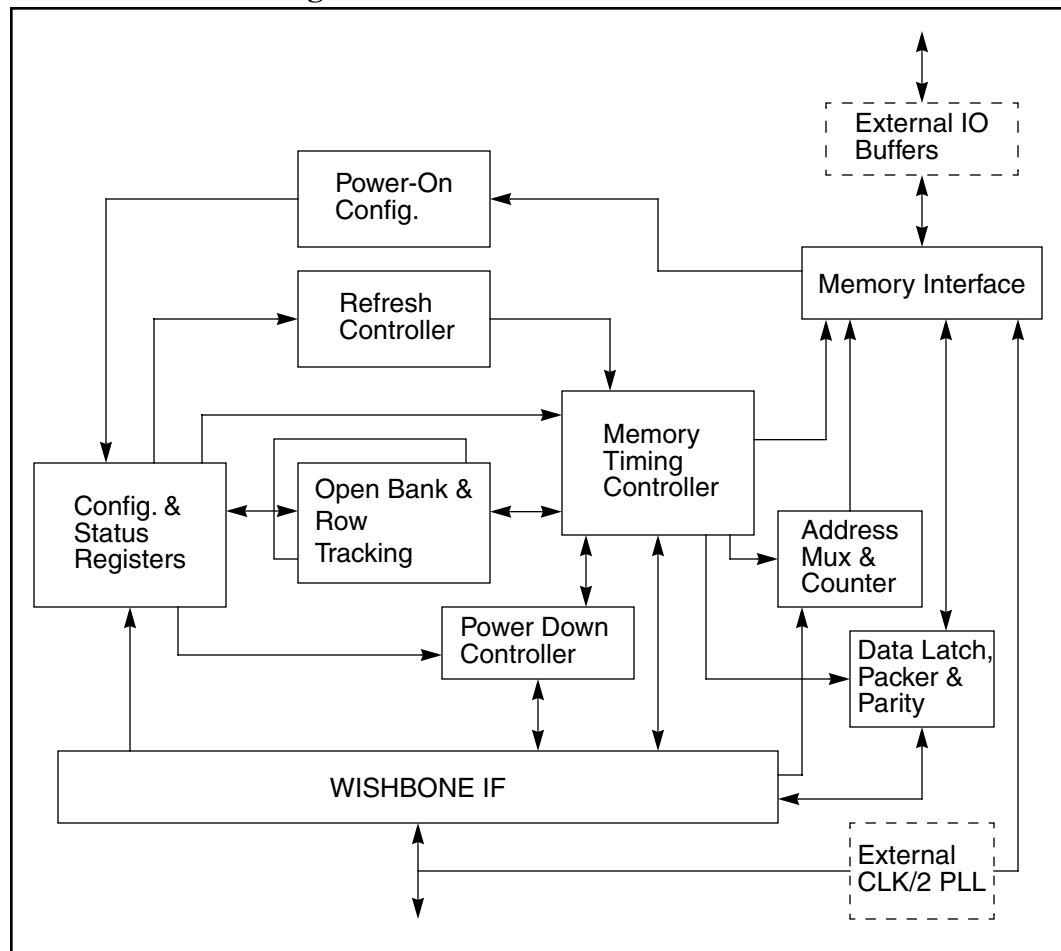 External IO
Buffers
Power-On
Config.
Memory Interface
Refresh
Controller
Memory
Timing
Controller
Config. &
Status
Registers
Open Bank &
Row
Tracking
Address
Mux &
Counter
Power Down
Controller
Data Latch,
Packer &
Parity
WISHBONE IF
External
CLK/2 PLL